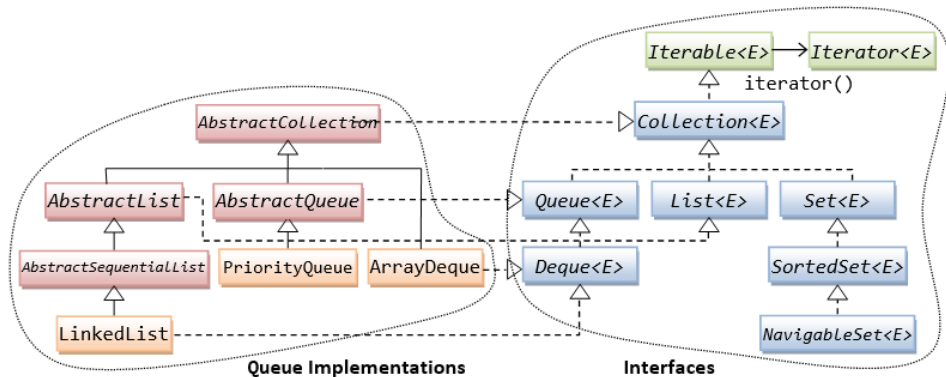 Iterable<E>
Iterator<E>
iterator()
AbstractCollection
Collection<E>
AbstractList
AbstractQueue
Queue<E>
List<E>
Set<E>
AbstractSequentialList
PriorityQueue
ArrayDeque
Deque<E>
SortedSet<E>
LinkedList
NavigableSet<E>
Queue Implementations
Interfaces